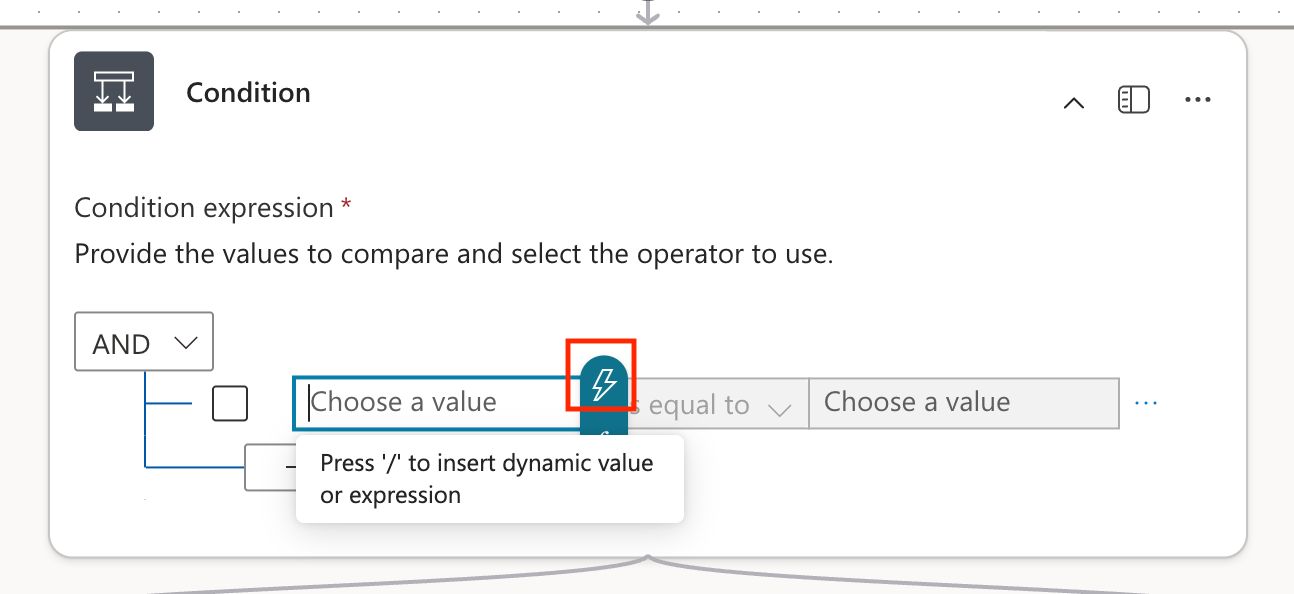 Condition
Condition expression *
Provide the values to compare and select the operator to use.
AND
Choose a value
s equal to
Choose a value
Press '/' to insert dynamic value
or expression